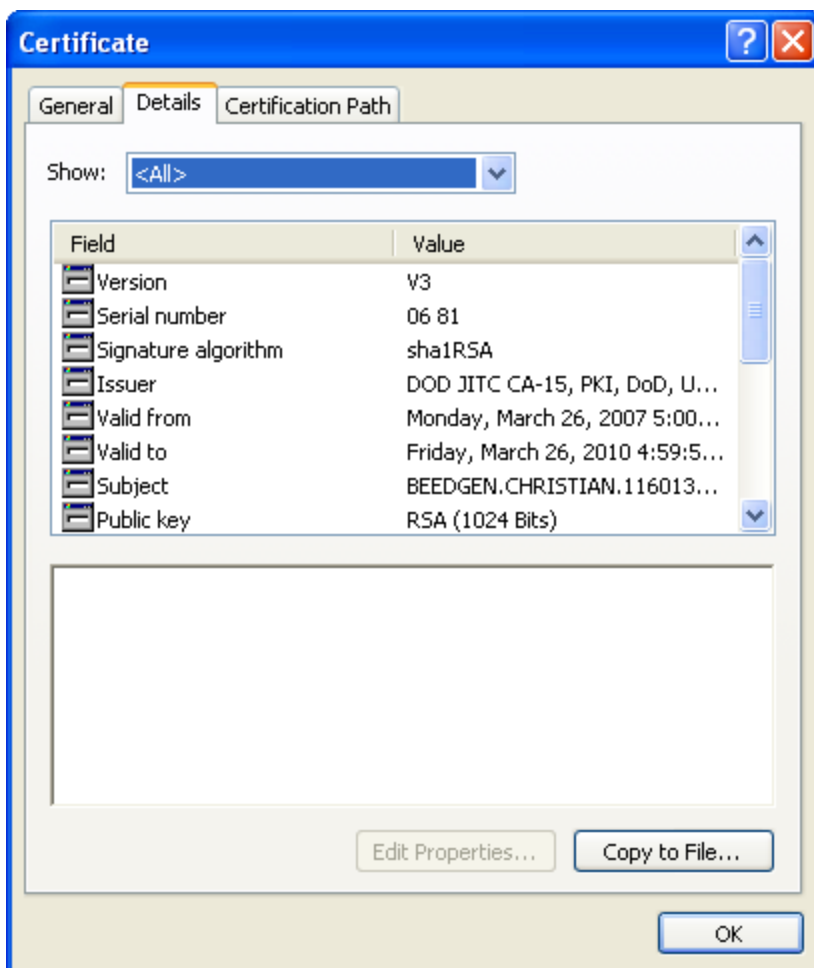 Certificate
General Details Certification Path
Show: <All>
Field Value
Version V3
Serial number 06 81
Signature algorithm sha1RSA
Issuer DOD JITC CA-15, PKI, DoD, U...
Valid from Monday, March 26, 2007 5:00...
Valid to Friday, March 26, 2010 4:59:5...
Subject BEEDGEN.CHRISTIAN.116013...
Public key RSA (1024 Bits)
Edit Properties... Copy to File...
OK